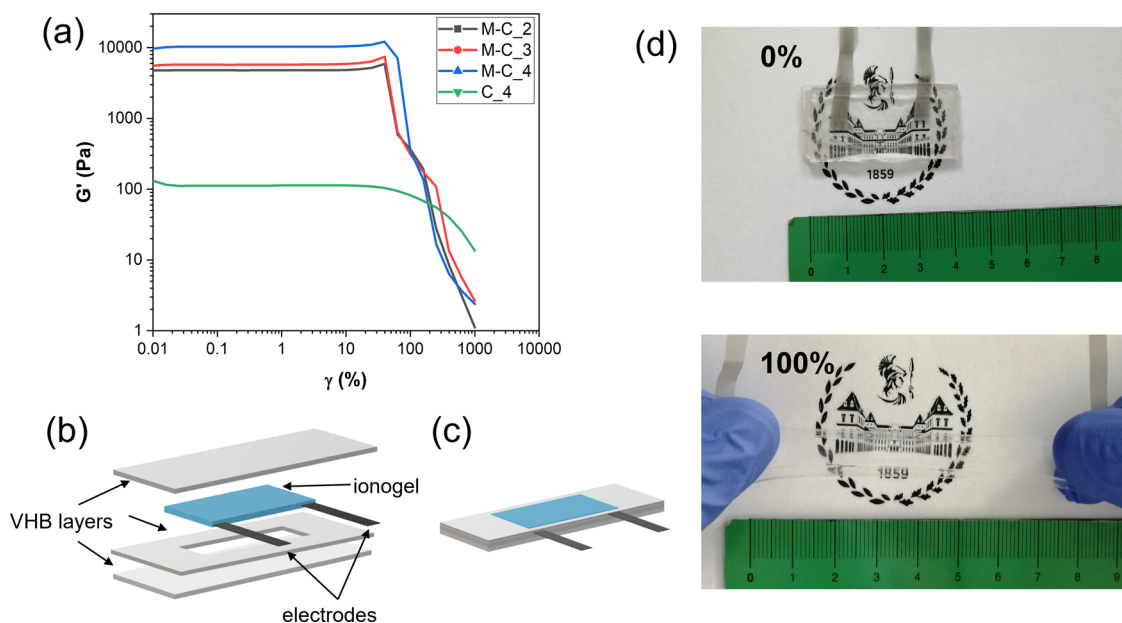 (a)
M-C_2
M-C_3
M-C_4
C_4
10000
1000
100
10
1
G' (Pa)
0.01 0.1 1 10 100 1000 10000
γ (%)
(b)
ionogel
VHB layers
electrodes
(c)
(d)
0%
1859
0 1 2 3 4 5 6 7 8
100%
1859
0 1 2 3 4 5 6 7 8 9